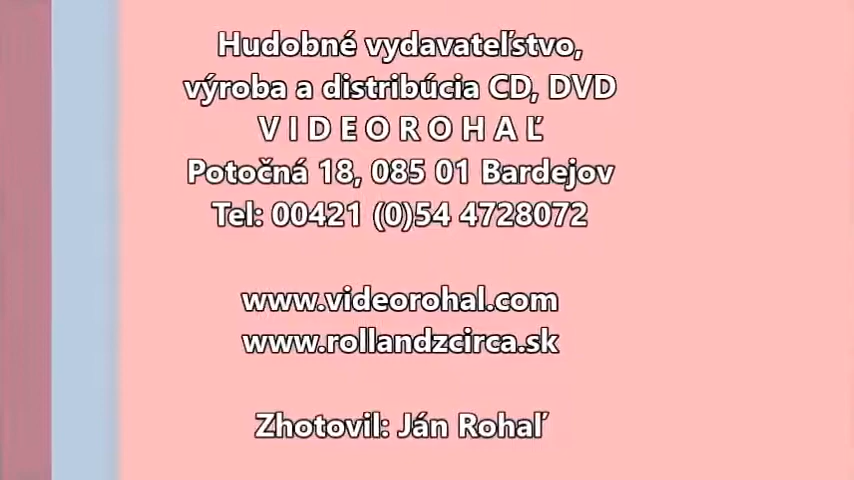 Hudobné vydavateľstvo,
výroba a distribúcia CD, DVD
V I D E O R O H A Ľ
Potočná 18, 085 01 Bardejov
Tel: 00421 (0)54 4728072
www.videorohal.com
www.rollandzcirca.sk
Zhotovil: Ján Rohaľ